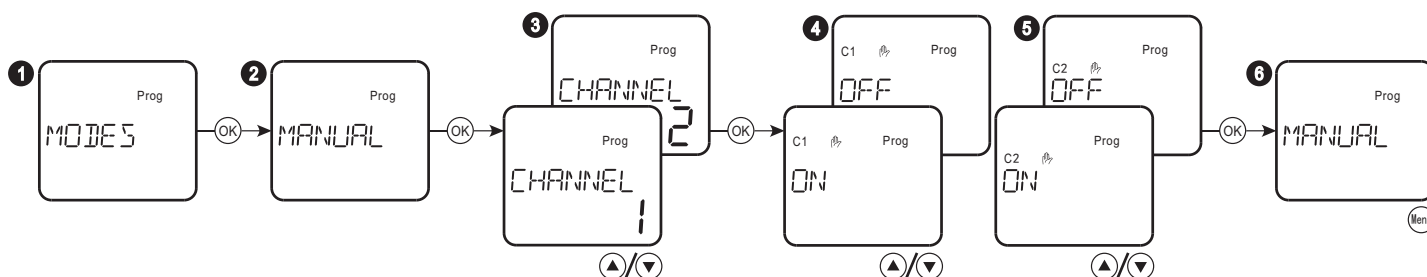 1
Prog
MODES
OK
2
Prog
MANUAL
OK
3
Prog
CHANNEL
2
Prog
CHANNEL
1
/
OK
4
C1 Prog
OFF
C1 Prog
ON
/
5
Prog
C2
OFF
Prog
C2
ON
/
OK
6
Prog
MANUAL